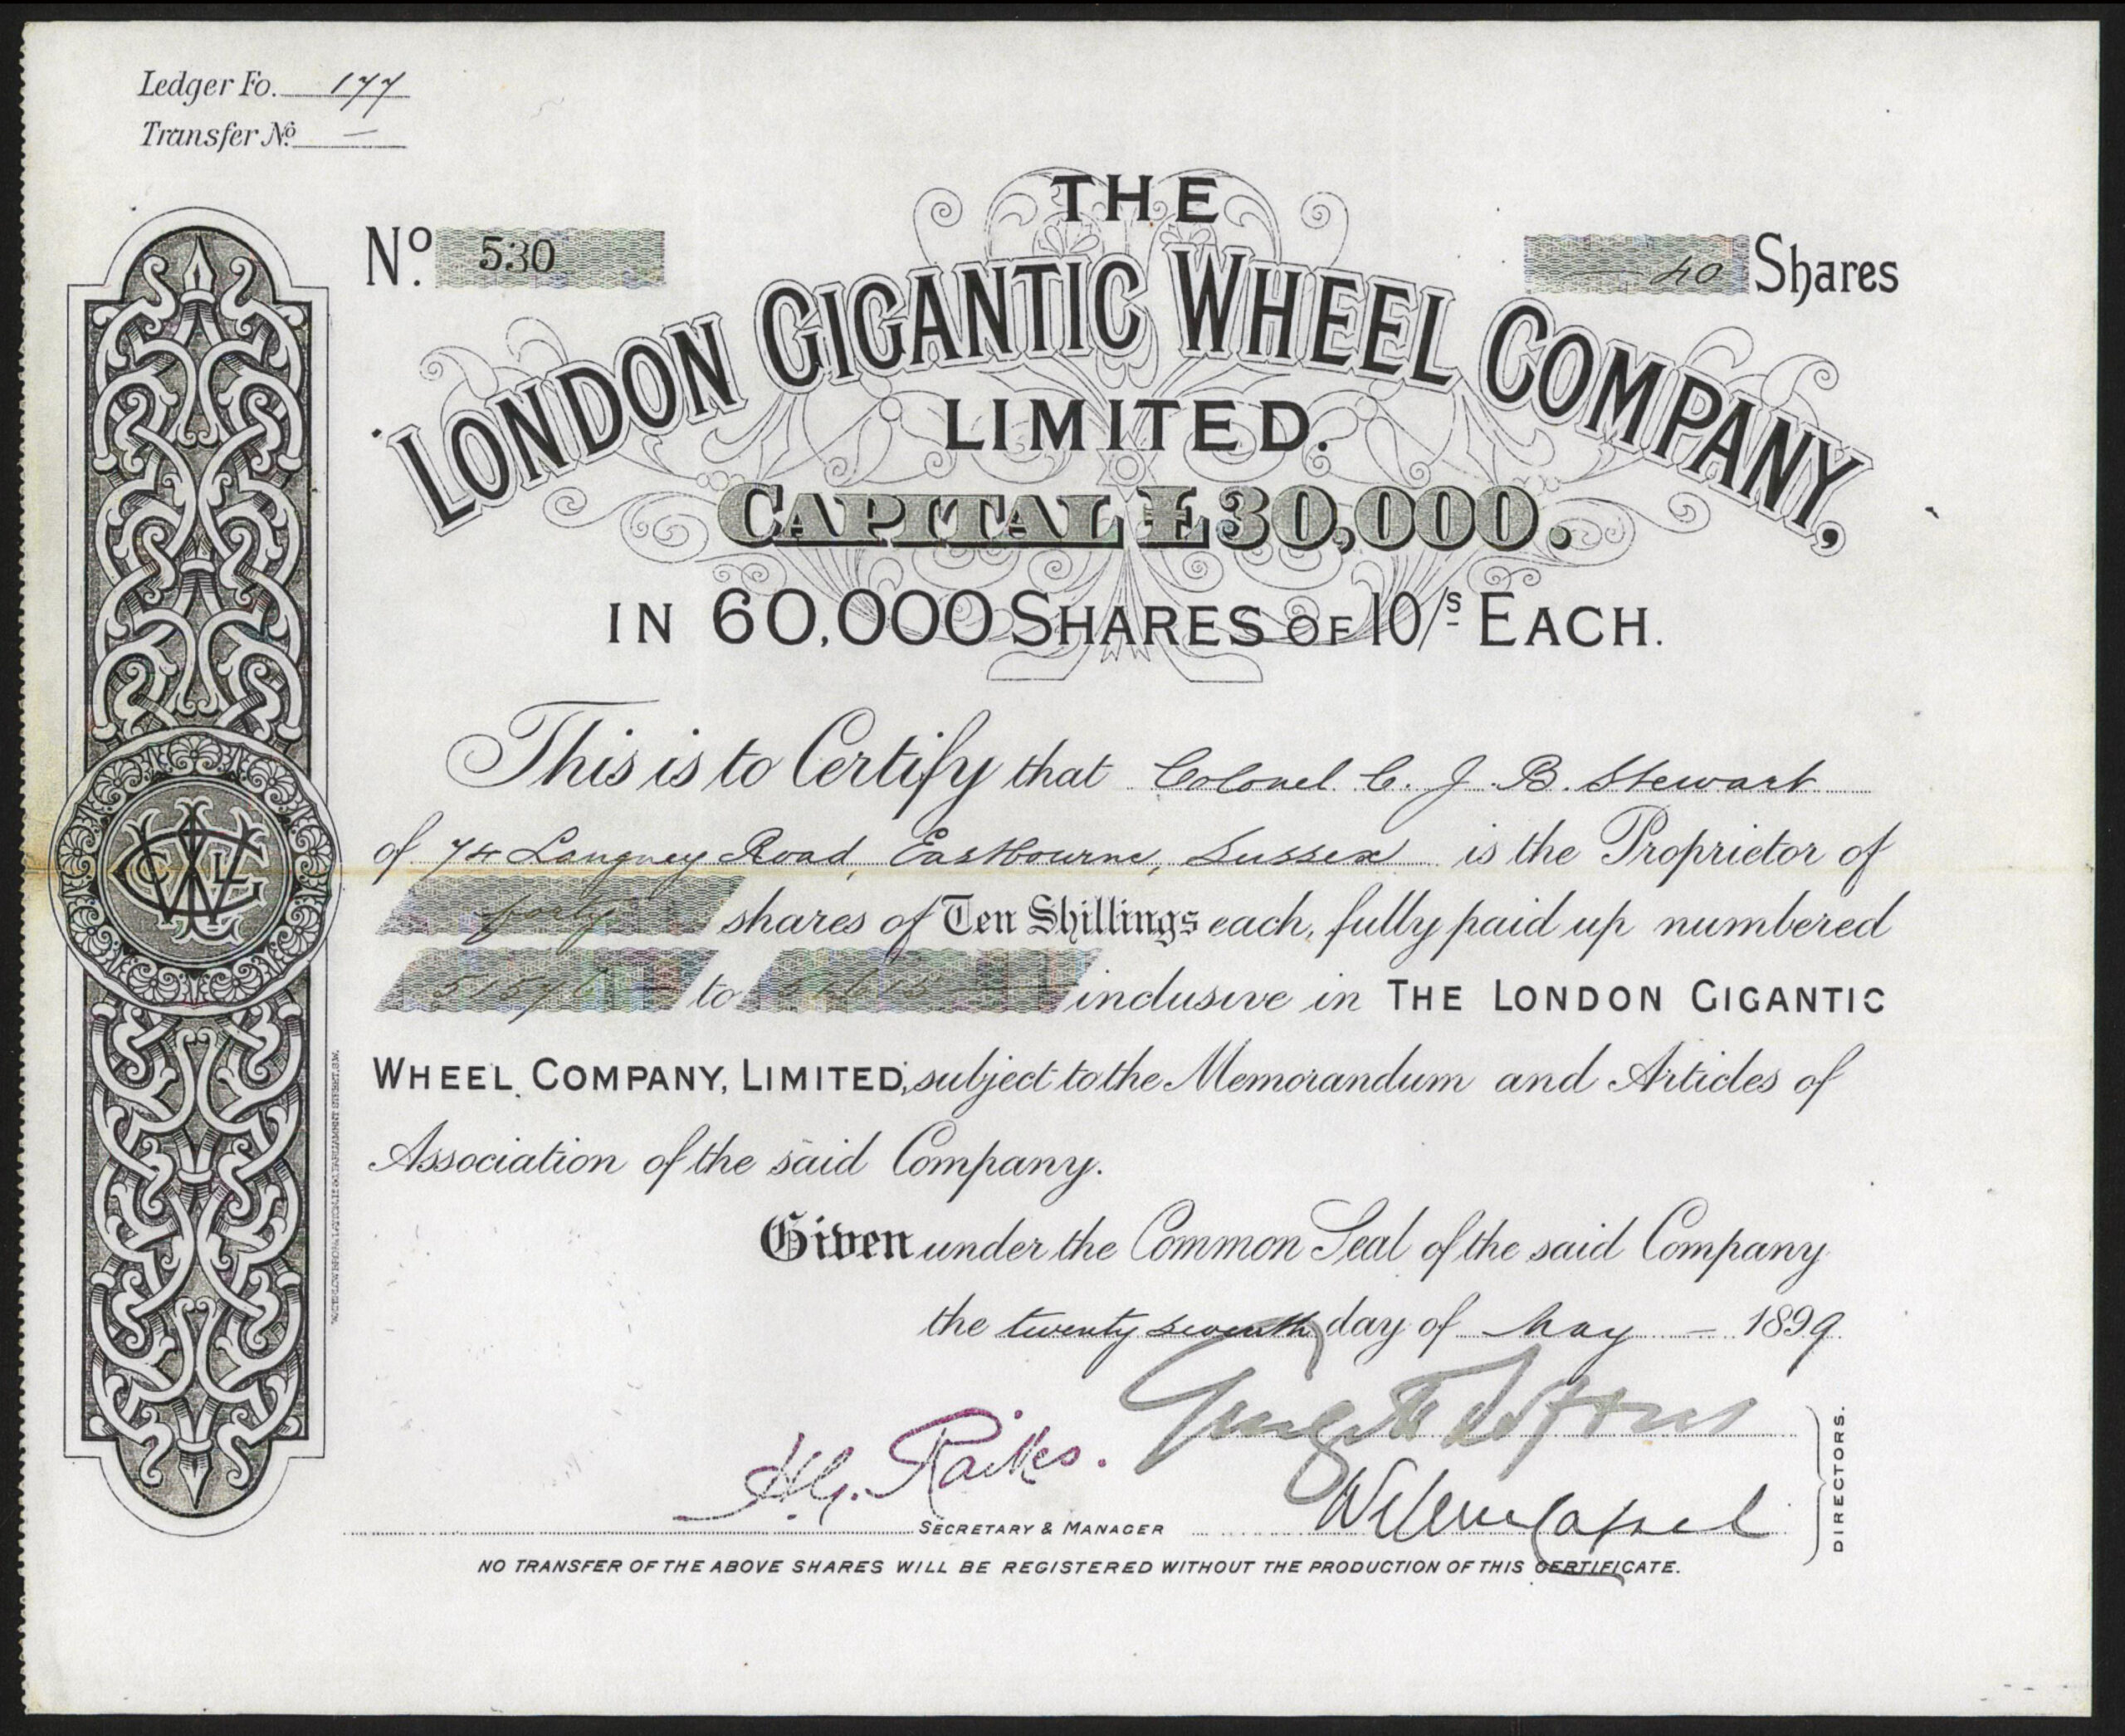 Ledger Fo. 177
Transfer No. —
THE
No. 530
40 Shares
LONDON GIGANTIC WHEEL COMPANY,
LIMITED.
CAPITAL £30,000.
IN 60,000 SHARES OF 10/s EACH.
This is to Certify that Colonel C. J. B. Stewart
of 74 Langney Road, Eastbourne, Sussex is the Proprietor of
forty shares of Ten Shillings each, fully paid up numbered
51576 to 51615 inclusive in THE LONDON GIGANTIC
WHEEL COMPANY, LIMITED, subject to the Memorandum and Articles of
Association of the said Company.
Given under the Common Seal of the said Company
the twenty seventh day of May — 1899.
H.G. Raikes.
SECRETARY & MANAGER
DIRECTORS.
NO TRANSFER OF THE ABOVE SHARES WILL BE REGISTERED WITHOUT THE PRODUCTION OF THIS CERTIFICATE.